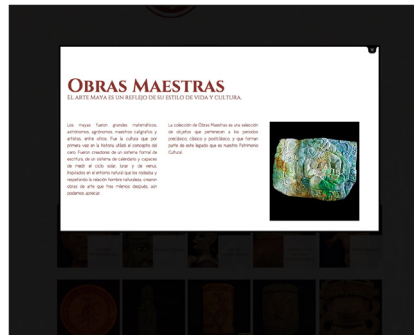 OBRAS MAESTRAS
EL ARTE MAYA ES UN REFLEJO DE SU ESTILO DE VIDA Y CULTURA.
Los mayas fueron grandes matemáticos,
astrónomos, agrónomos, maestros calígrafos y
artistas, entre otros. Fue la cultura que por
primera vez en la historia utilizó el concepto del
cero. Fueron creadores de un sistema formal de
escritura, de un sistema de calendario y capaces
de medir el ciclo solar, lunar y de venus.
Inspirados en el entorno natural que los rodeaba y
respetando la relación hombre naturaleza, crearon
obras de arte que tres milenios después, aún
podemos apreciar.
La colección de Obras Maestras es una selección
de objetos que pertenecen a los periodos
preclásico, clásico y postclásico, y que forman
parte de este legado que es nuestro Patrimonio
Cultural.